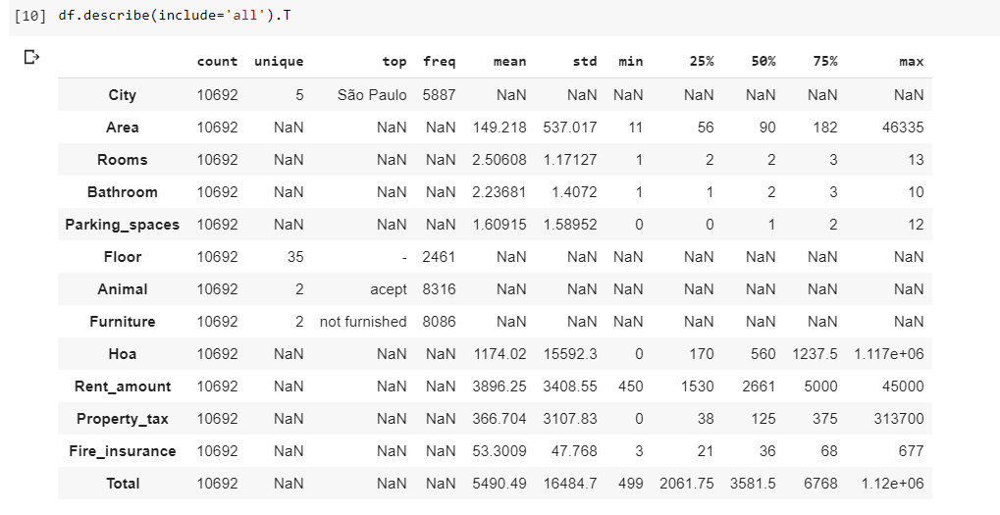 [10] df.describe(include='all').T
count unique top freq mean std min 25% 50% 75% max
City 10692 5 São Paulo 5887 NaN NaN NaN NaN NaN NaN NaN
Area 10692 NaN NaN NaN 149.218 537.017 11 56 90 182 46335
Rooms 10692 NaN NaN NaN 2.50608 1.17127 1 2 2 3 13
Bathroom 10692 NaN NaN NaN 2.23681 1.4072 1 1 2 3 10
Parking_spaces 10692 NaN NaN NaN 1.60915 1.58952 0 0 1 2 12
Floor 10692 35 - 2461 NaN NaN NaN NaN NaN NaN NaN
Animal 10692 2 acept 8316 NaN NaN NaN NaN NaN NaN NaN
Furniture 10692 2 not furnished 8086 NaN NaN NaN NaN NaN NaN NaN
Hoa 10692 NaN NaN NaN 1174.02 15592.3 0 170 560 1237.5 1.117e+06
Rent_amount 10692 NaN NaN NaN 3896.25 3408.55 450 1530 2661 5000 45000
Property_tax 10692 NaN NaN NaN 366.704 3107.83 0 38 125 375 313700
Fire_insurance 10692 NaN NaN NaN 53.3009 47.768 3 21 36 68 677
Total 10692 NaN NaN NaN 5490.49 16484.7 499 2061.75 3581.5 6768 1.12e+06